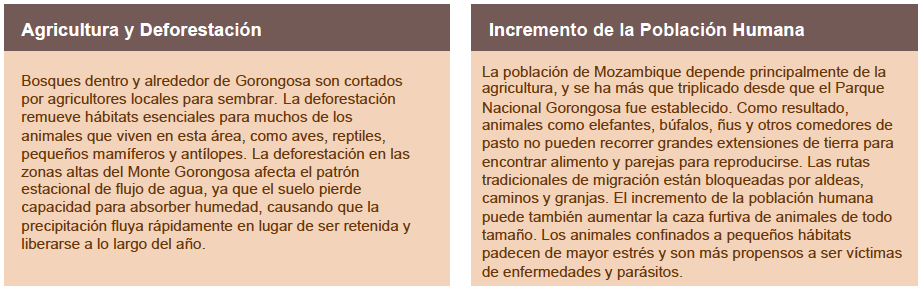 Agricultura y Deforestación
Bosques dentro y alrededor de Gorongosa son cortados
por agricultores locales para sembrar. La deforestación
remueve hábitats esenciales para muchos de los
animales que viven en esta área, como aves, reptiles,
pequeños mamíferos y antílopes. La deforestación en las
zonas altas del Monte Gorongosa afecta el patrón
estacional de flujo de agua, ya que el suelo pierde
capacidad para absorber humedad, causando que la
precipitación fluya rápidamente en lugar de ser retenida y
liberarse a lo largo del año.
Incremento de la Población Humana
La población de Mozambique depende principalmente de la
agricultura, y se ha más que triplicado desde que el Parque
Nacional Gorongosa fue establecido. Como resultado,
animales como elefantes, búfalos, ñus y otros comedores de
pasto no pueden recorrer grandes extensiones de tierra para
encontrar alimento y parejas para reproducirse. Las rutas
tradicionales de migración están bloqueadas por aldeas,
caminos y granjas. El incremento de la población humana
puede también aumentar la caza furtiva de animales de todo
tamaño. Los animales confinados a pequeños hábitats
padecen de mayor estrés y son más propensos a ser víctimas
de enfermedades y parásitos.